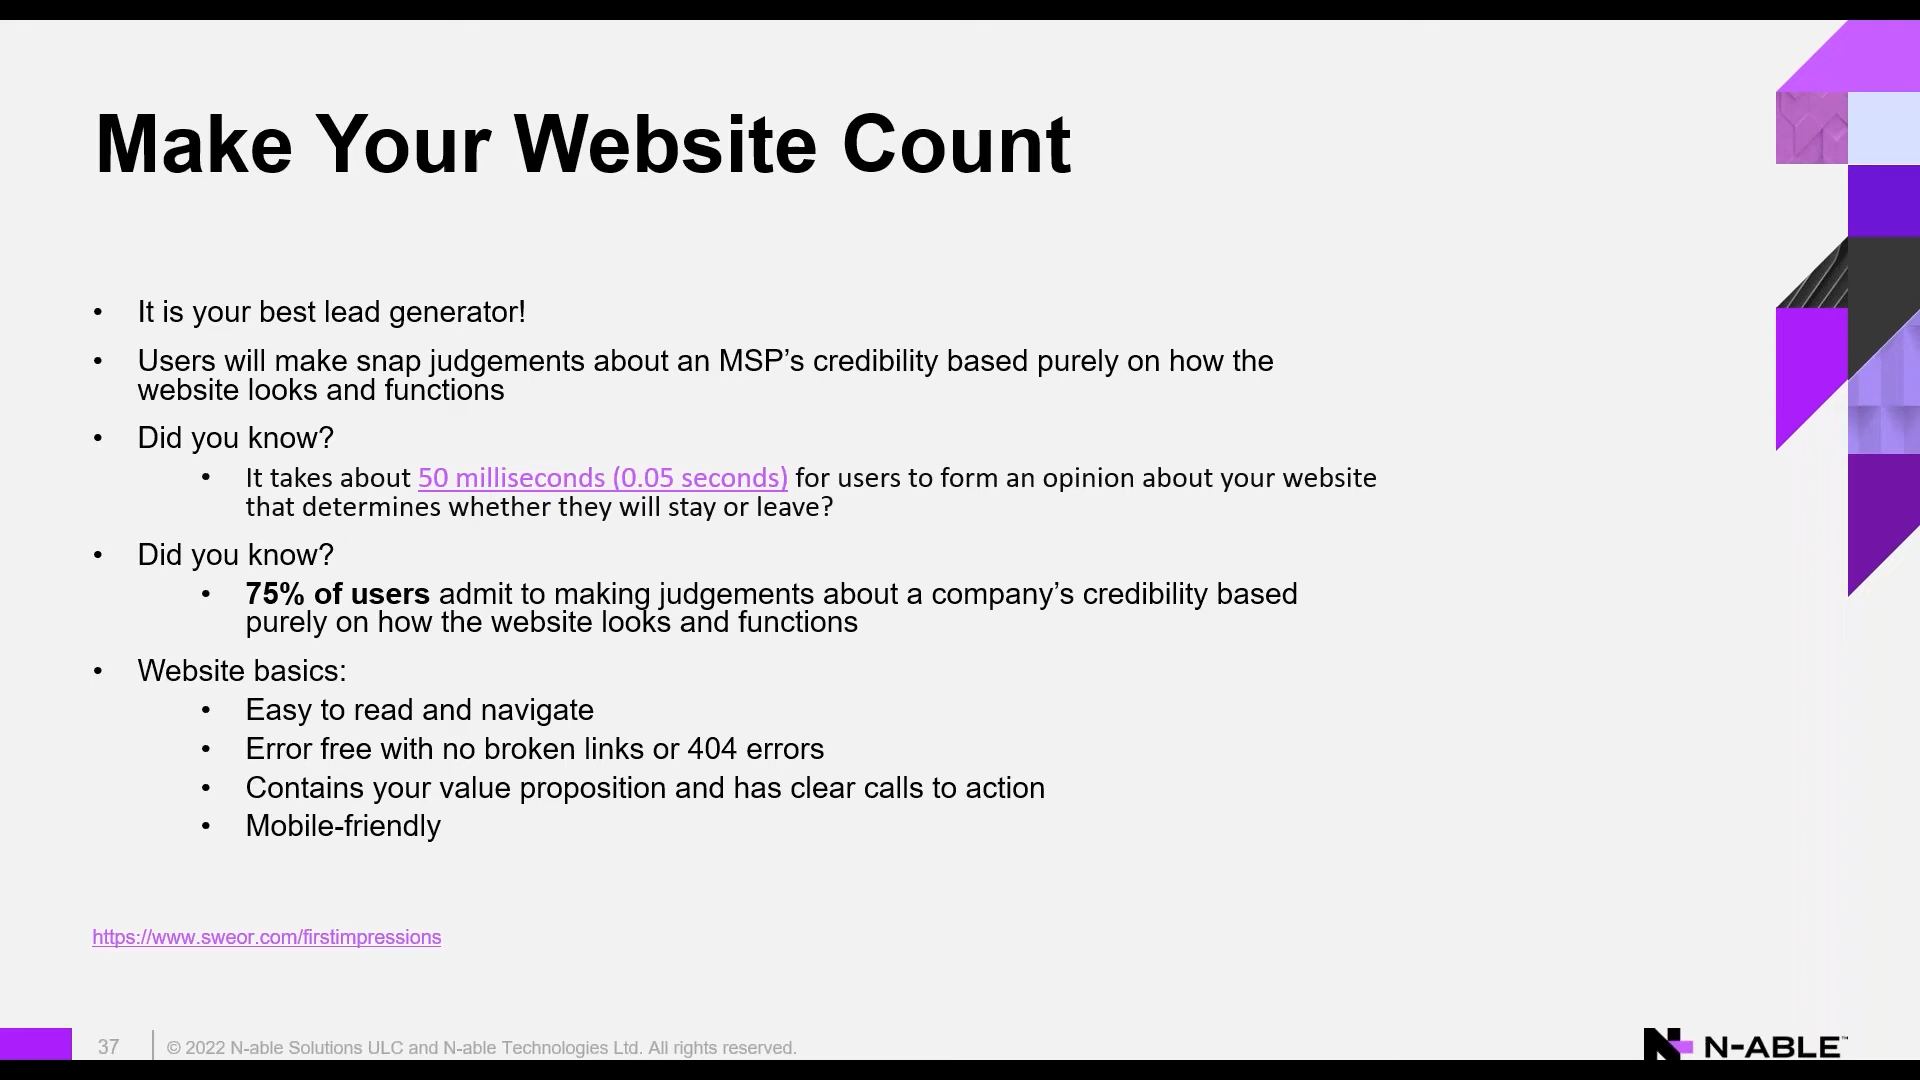 Make Your Website Count
• It is your best lead generator!
• Users will make snap judgements about an MSP’s credibility based purely on how the
website looks and functions
• Did you know?
• It takes about 50 milliseconds (0.05 seconds) for users to form an opinion about your website
that determines whether they will stay or leave?
• Did you know?
• 75% of users admit to making judgements about a company’s credibility based
purely on how the website looks and functions
• Website basics:
• Easy to read and navigate
• Error free with no broken links or 404 errors
• Contains your value proposition and has clear calls to action
• Mobile-friendly
https://www.sweor.com/firstimpressions
37
© 2022 N-able Solutions ULC and N-able Technologies Ltd. All rights reserved.
N-ABLE™